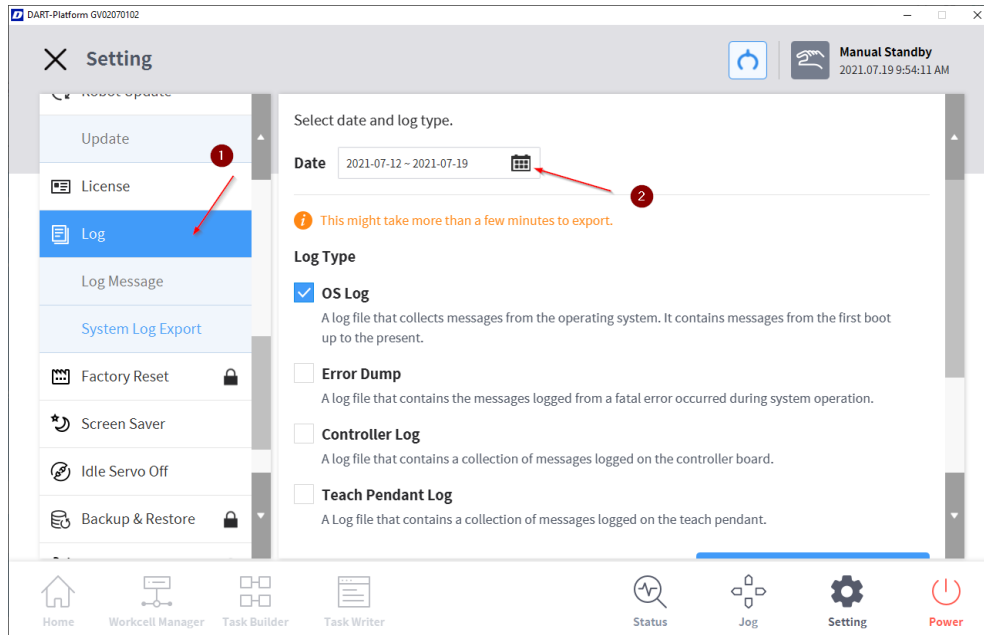 DART-Platform GV02070102
Setting
Manual Standby
2021.07.19 9:54:11 AM
Robot Update
Update
License
Log
Log Message
System Log Export
Factory Reset
Screen Saver
Idle Servo Off
Backup & Restore
1
Select date and log type.
Date 2021-07-12 ~ 2021-07-19
2
This might take more than a few minutes to export.
Log Type
OS Log
A log file that collects messages from the operating system. It contains messages from the first boot
up to the present.
Error Dump
A log file that contains the messages logged from a fatal error occurred during system operation.
Controller Log
A log file that contains a collection of messages logged on the controller board.
Teach Pendant Log
A Log file that contains a collection of messages logged on the teach pendant.
Home Workcell Manager Task Builder Task Writer Status Jog Setting Power